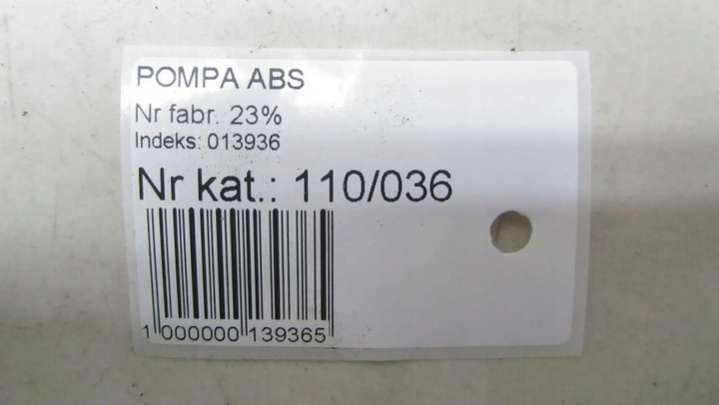 POMPA ABS
Nr fabr. 23%
Indeks: 013936
Nr kat.: 110/036
1 000000 139365